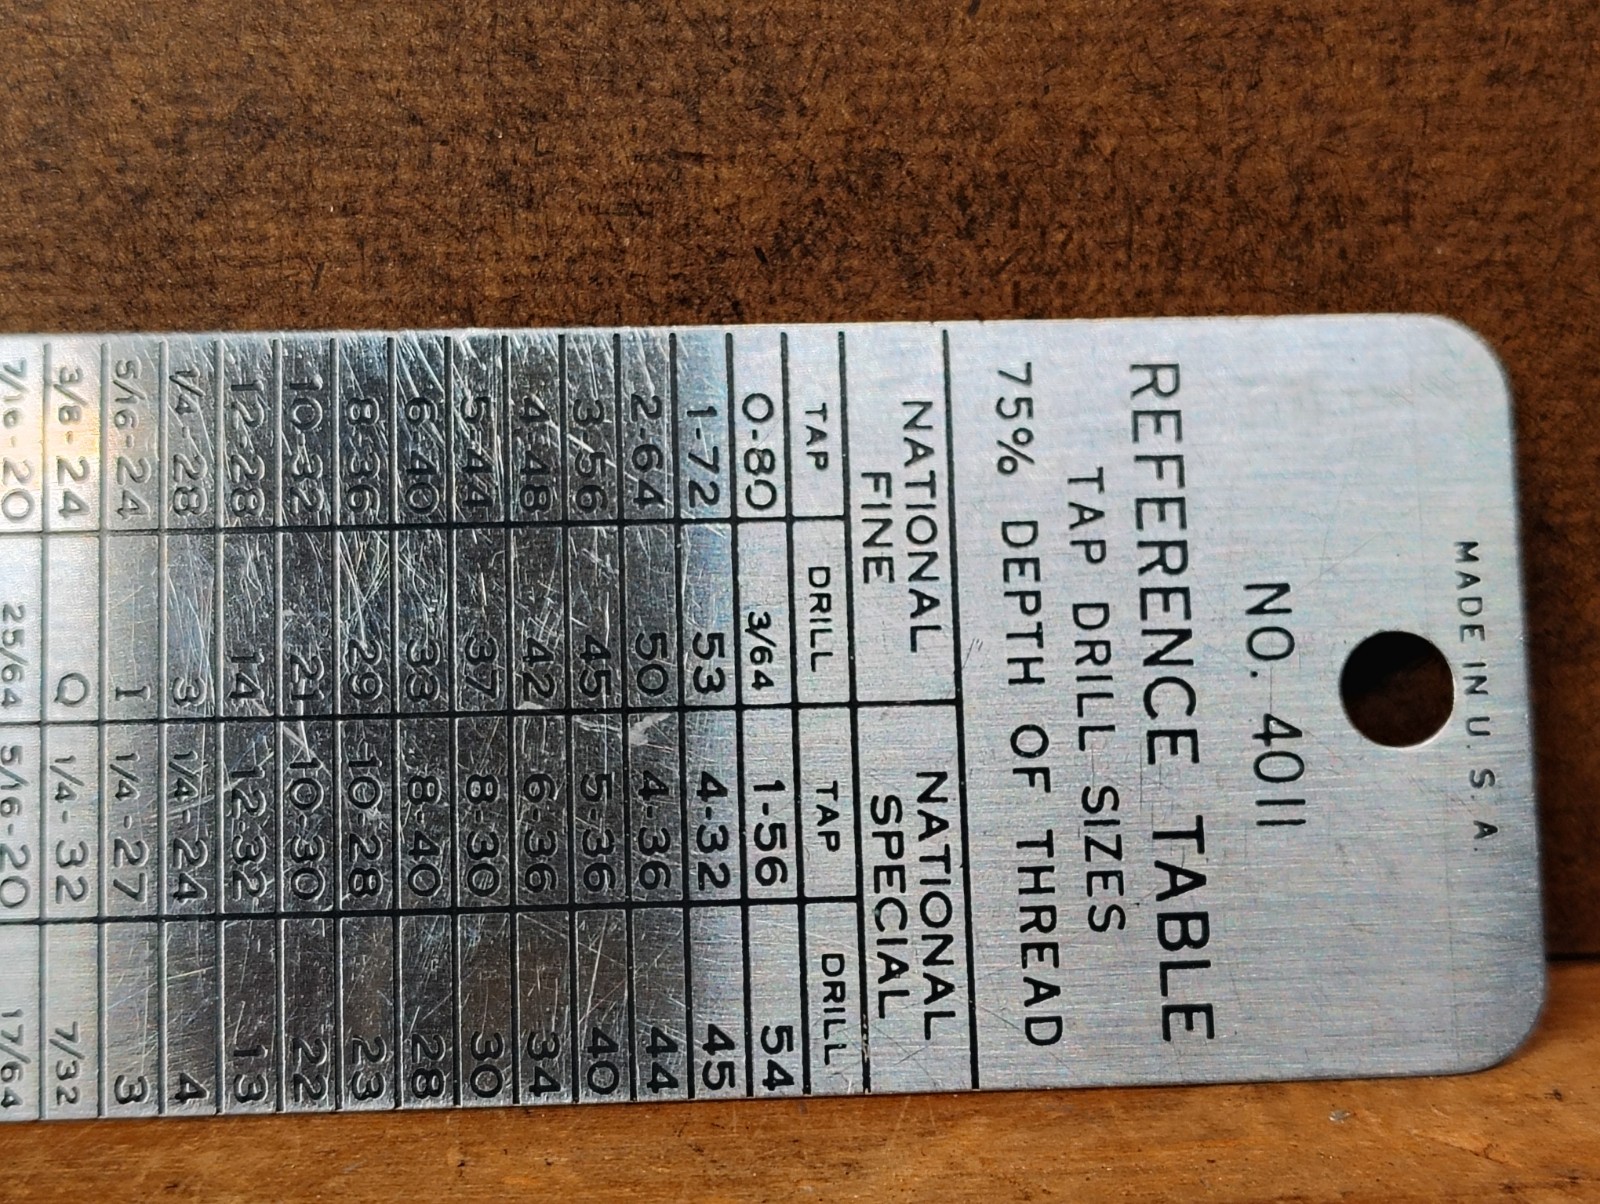 MADE IN U. S. A.
NO. 4011
REFERENCE TABLE
TAP DRILL SIZES
75% DEPTH OF THREAD
NATIONAL FINE NATIONAL SPECIAL
TAP DRILL TAP DRILL
0-80 3/64 1-56 54
1-72 53 4-32 45
2-64 50 4-36 44
3-56 45 5-36 40
4-48 42 6-36 34
5-44 37 8-30 30
6-40 33 8-40 28
8-36 29 10-28 23
10-32 21 10-30 22
12-28 14 12-32 13
1/4-28 3 1/4-24 4
5/16-24 I 1/4-27 3
3/8-24 Q 1/4-32 7/32
7/16-20 25/64 5/16-20 17/64